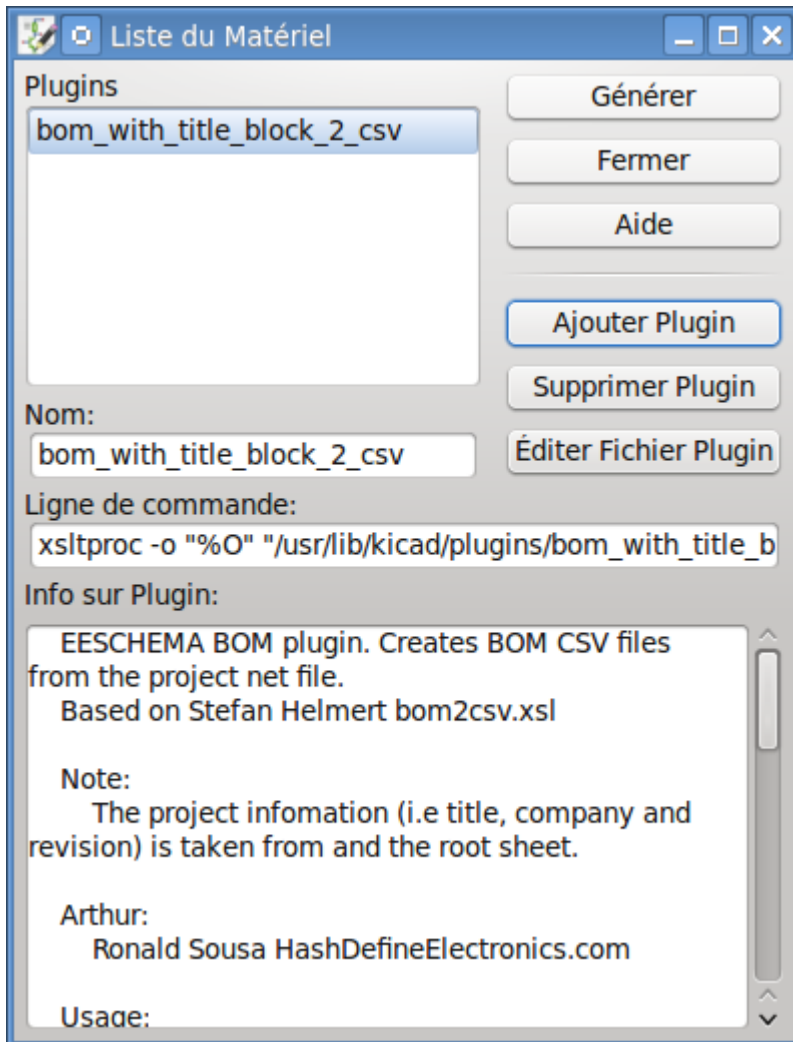 Liste du Matériel
Plugins
bom_with_title_block_2_csv
Générer
Fermer
Aide
Ajouter Plugin
Supprimer Plugin
Éditer Fichier Plugin
Nom:
bom_with_title_block_2_csv
Ligne de commande:
xsltproc -o "%O" "/usr/lib/kicad/plugins/bom_with_title_b
Info sur Plugin:
EESCHEMA BOM plugin. Creates BOM CSV files
from the project net file.
Based on Stefan Helmert bom2csv.xsl
Note:
The project infomation (i.e title, company and
revision) is taken from and the root sheet.
Arthur:
Ronald Sousa HashDefineElectronics.com
Usage: